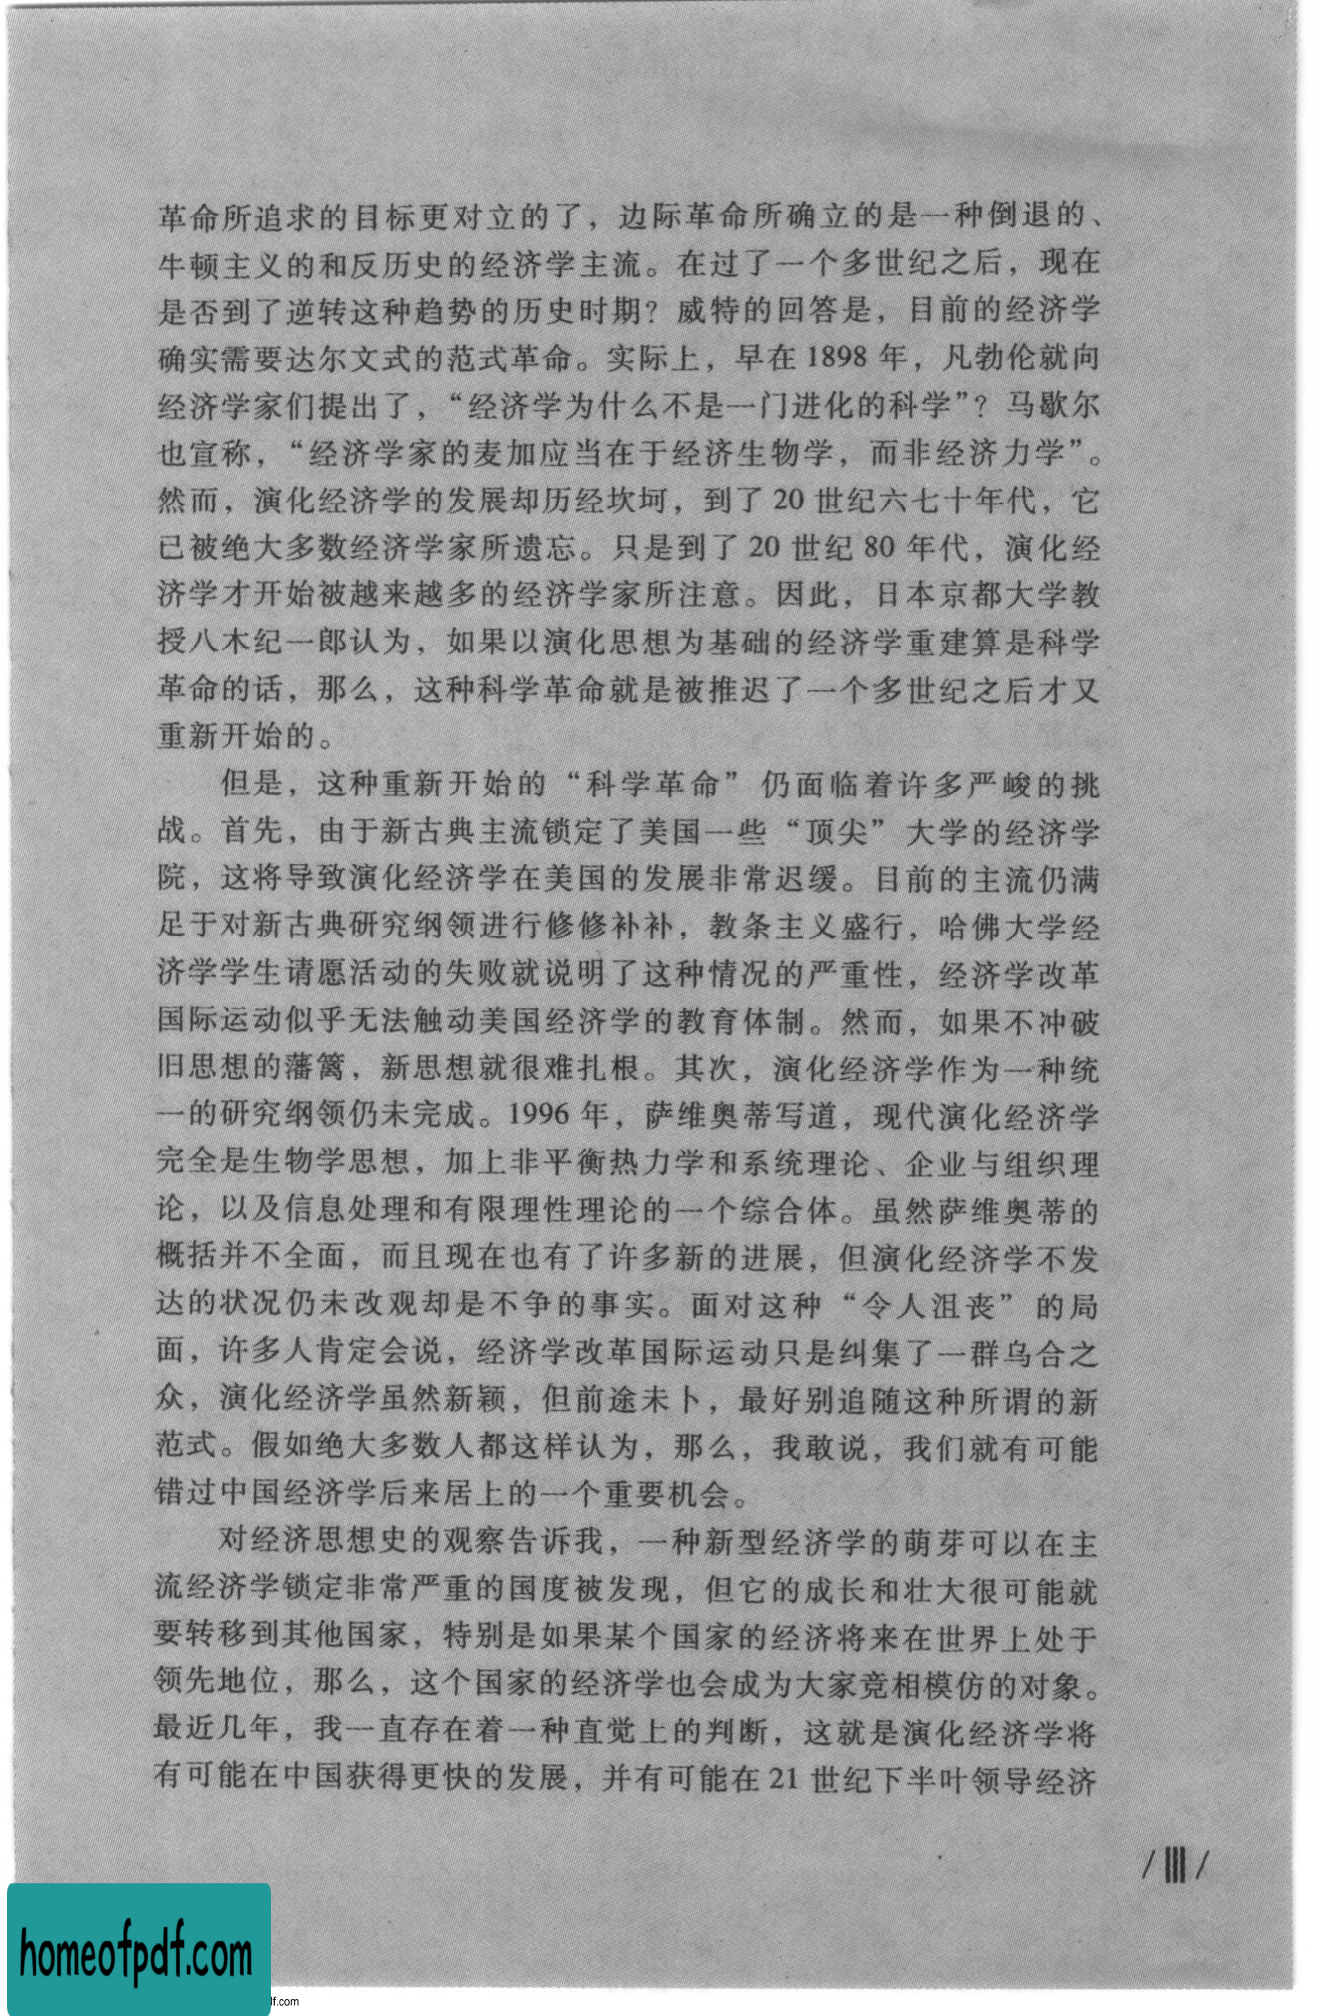 革命所追求的目标更对立的了，边际革命所确立的是一种倒退的、
牛顿主义的和反历史的经济学主流。在过了一个多世纪之后，现在
是否到了逆转这种趋势的历史时期？威特的回答是，目前的经济学
确实需要达尔文式的范式革命。实际上，早在 1898 年，凡勃伦就向
经济学家们提出了，“经济学为什么不是一门进化的科学”？马歇尔
也宣称，“经济学家的麦加应当在于经济生物学，而非经济力学”。
然而，演化经济学的发展却历经坎坷，到了 20 世纪六七十年代，它
已被绝大多数经济学家所遗忘。只是到了 20 世纪 80 年代，演化经
济学才开始被越来越多的经济学家所注意。因此，日本京都大学教
授八木纪一郎认为，如果以演化思想为基础的经济学重建算是科学
革命的话，那么，这种科学革命就是被推迟了一个多世纪之后才又
重新开始的。
但是，这种重新开始的“科学革命”仍面临着许多严峻的挑
战。首先，由于新古典主流锁定了美国一些“顶尖”大学的经济学
院，这将导致演化经济学在美国的发展非常迟缓。目前的主流仍满
足于对新古典研究纲领进行修修补补，教条主义盛行，哈佛大学经
济学学生请愿活动的失败就说明了这种情况的严重性，经济学改革
国际运动似乎无法触动美国经济学的教育体制。然而，如果不冲破
旧思想的藩篱，新思想就很难扎根。其次，演化经济学作为一种统
一的研究纲领仍未完成。1996 年，萨维奥蒂写道，现代演化经济学
完全是生物学思想，加上非平衡热力学和系统理论、企业与组织理
论，以及信息处理和有限理性理论的一个综合体。虽然萨维奥蒂的
概括并不全面，而且现在也有了许多新的进展，但演化经济学不发
达的状况仍未改观却是不争的事实。面对这种“令人沮丧”的局
面，许多人肯定会说，经济学改革国际运动只是纠集了一群乌合之
众，演化经济学虽然新颖，但前途未卜，最好别追随这种所谓的新
范式。假如绝大多数人都这样认为，那么，我敢说，我们就有可能
错过中国经济学后来居上的一个重要机会。
对经济思想史的观察告诉我，一种新型经济学的萌芽可以在主
流经济学锁定非常严重的国度被发现，但它的成长和壮大很可能就
要转移到其他国家，特别是如果某个国家的经济将来在世界上处于
领先地位，那么，这个国家的经济学也会成为大家竞相模仿的对象。
最近几年，我一直存在着一种直觉上的判断，这就是演化经济学将
有可能在中国获得更快的发展，并有可能在 21 世纪下半叶领导经济
/ III /
homeofpdf.com
df.com